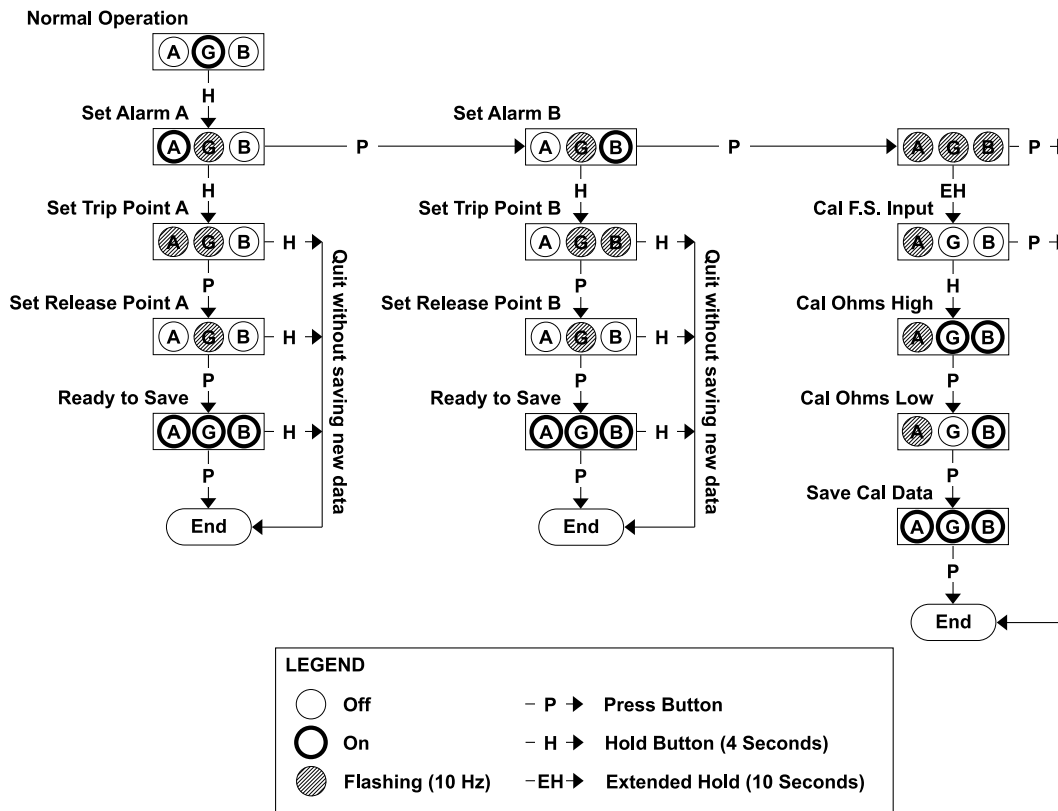 Normal Operation
A G B
H
Set Alarm A
A G B
P
Set Alarm B
A G B
P
A G B
P
H
H
EH
Set Trip Point A
A G B
H
Set Trip Point B
A G B
H
Cal F.S. Input
A G B
P
P
P
H
Set Release Point A
A G B
H
Set Release Point B
A G B
H
Cal Ohms High
A G B
P
P
P
Ready to Save
A G B
H
Ready to Save
A G B
H
Cal Ohms Low
A G B
P
P
P
Quit without saving new data
Quit without saving new data
Save Cal Data
A G B
End
End
P
End
LEGEND
Off
P
Press Button
On
H
Hold Button (4 Seconds)
Flashing (10 Hz)
EH
Extended Hold (10 Seconds)